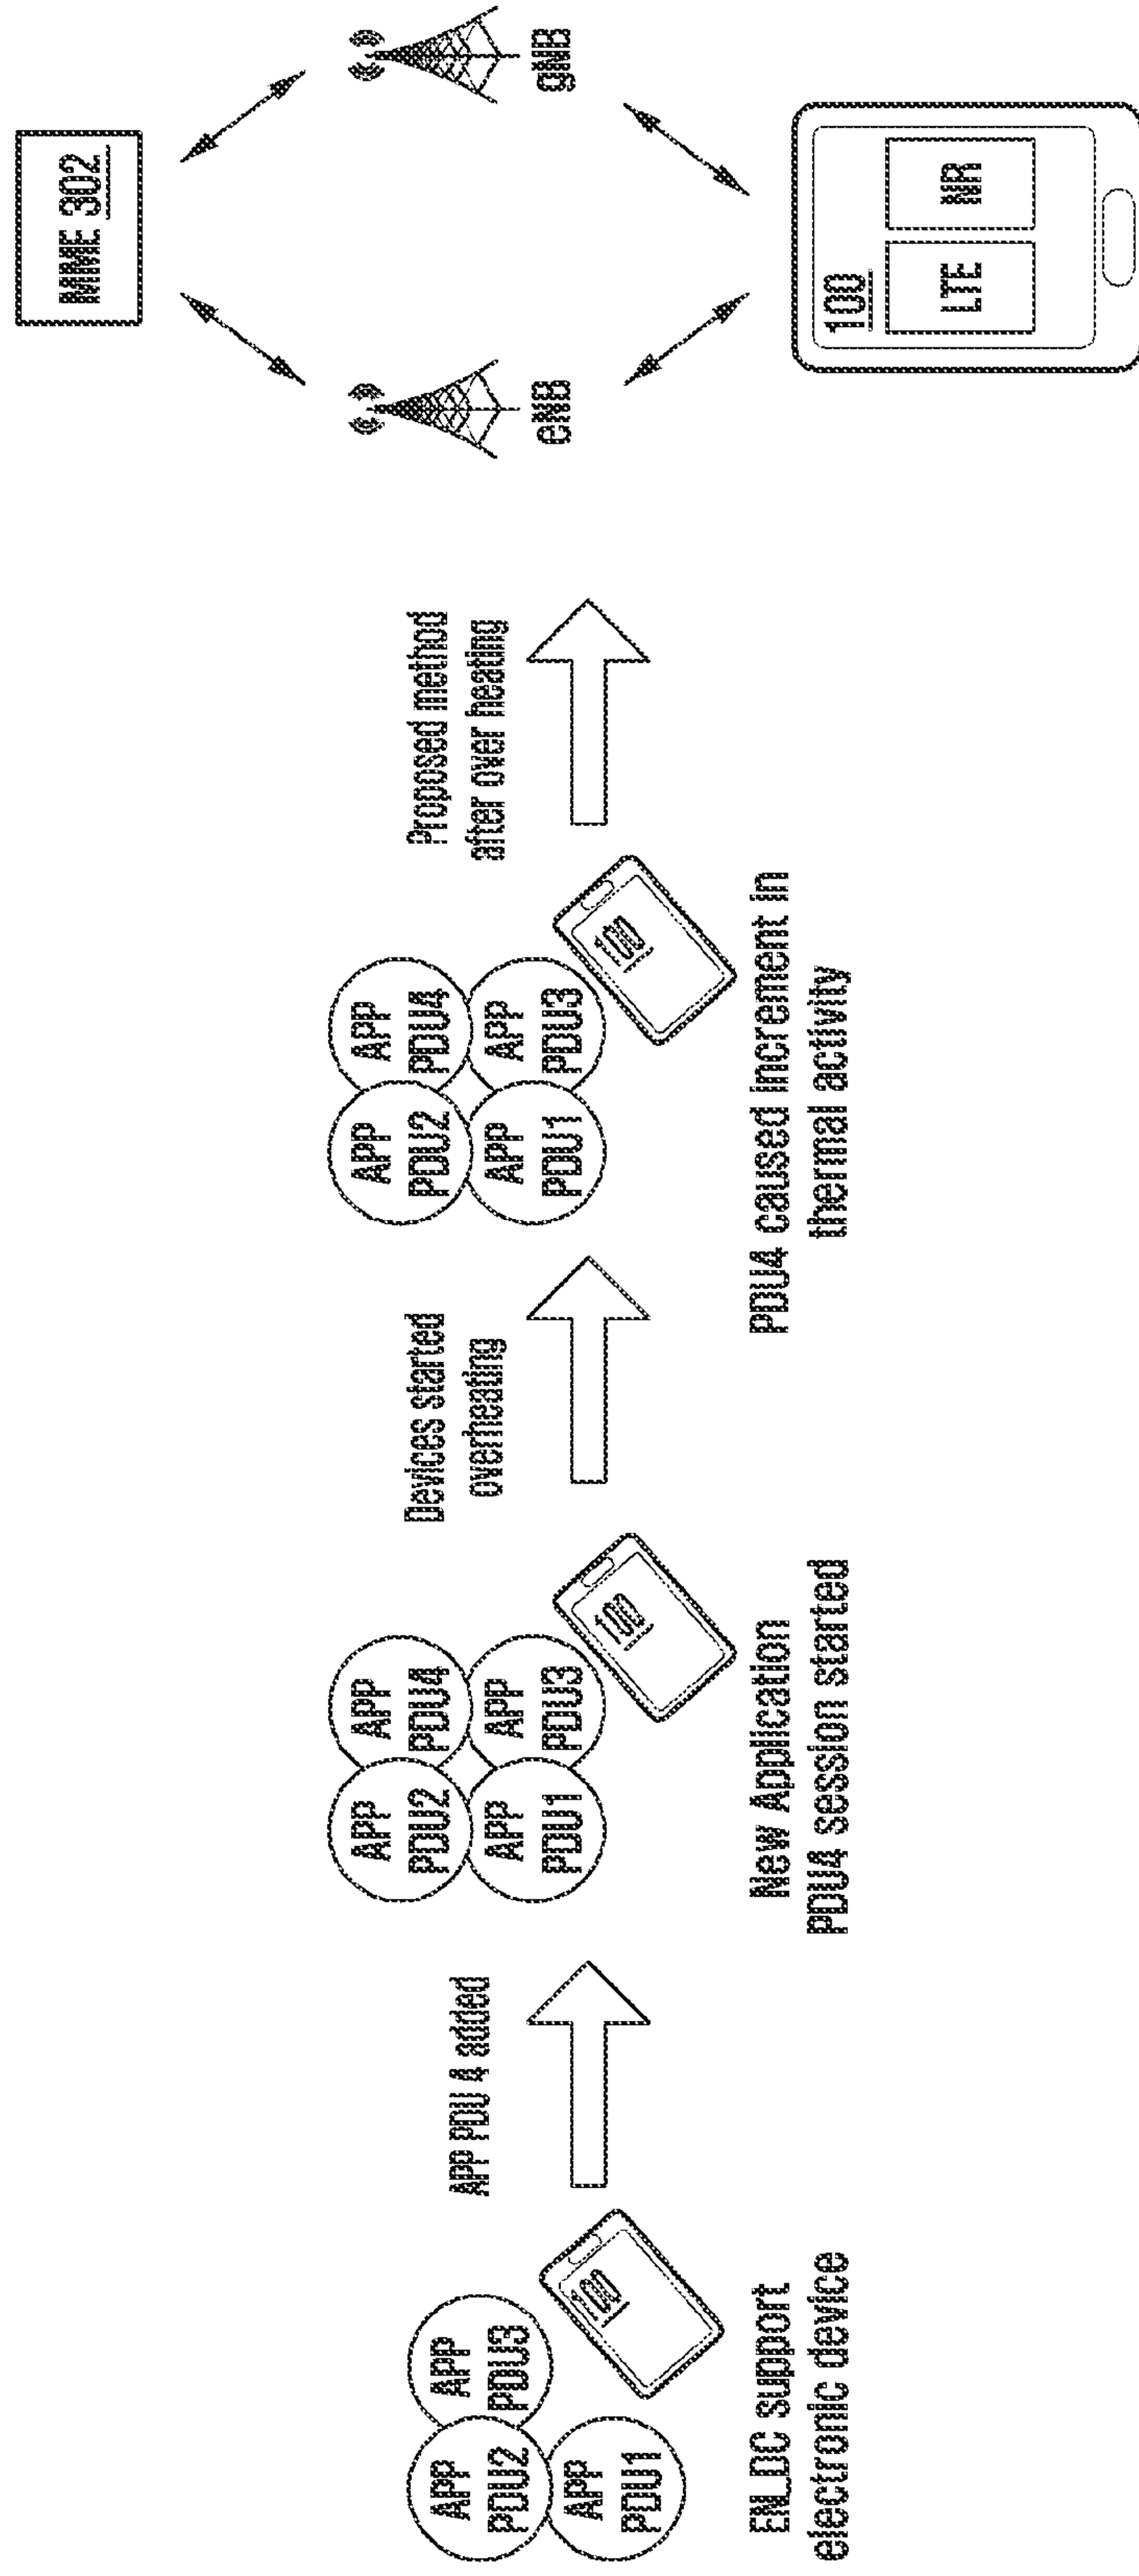 APP
PDU2
APP
PDU3
APP
PDU1
100
ENLDC support
electronic device
APP PDU 4 added
APP
PDU2
APP
PDU4
APP
PDU1
APP
PDU3
100
New Application
PDU4 session started
Devices started
overheating
APP
PDU2
APP
PDU4
APP
PDU1
APP
PDU3
100
PDU4 caused increment in
thermal activity
Proposed method
after over heating
MME 302
eNB
gNB
100
LTE
NR